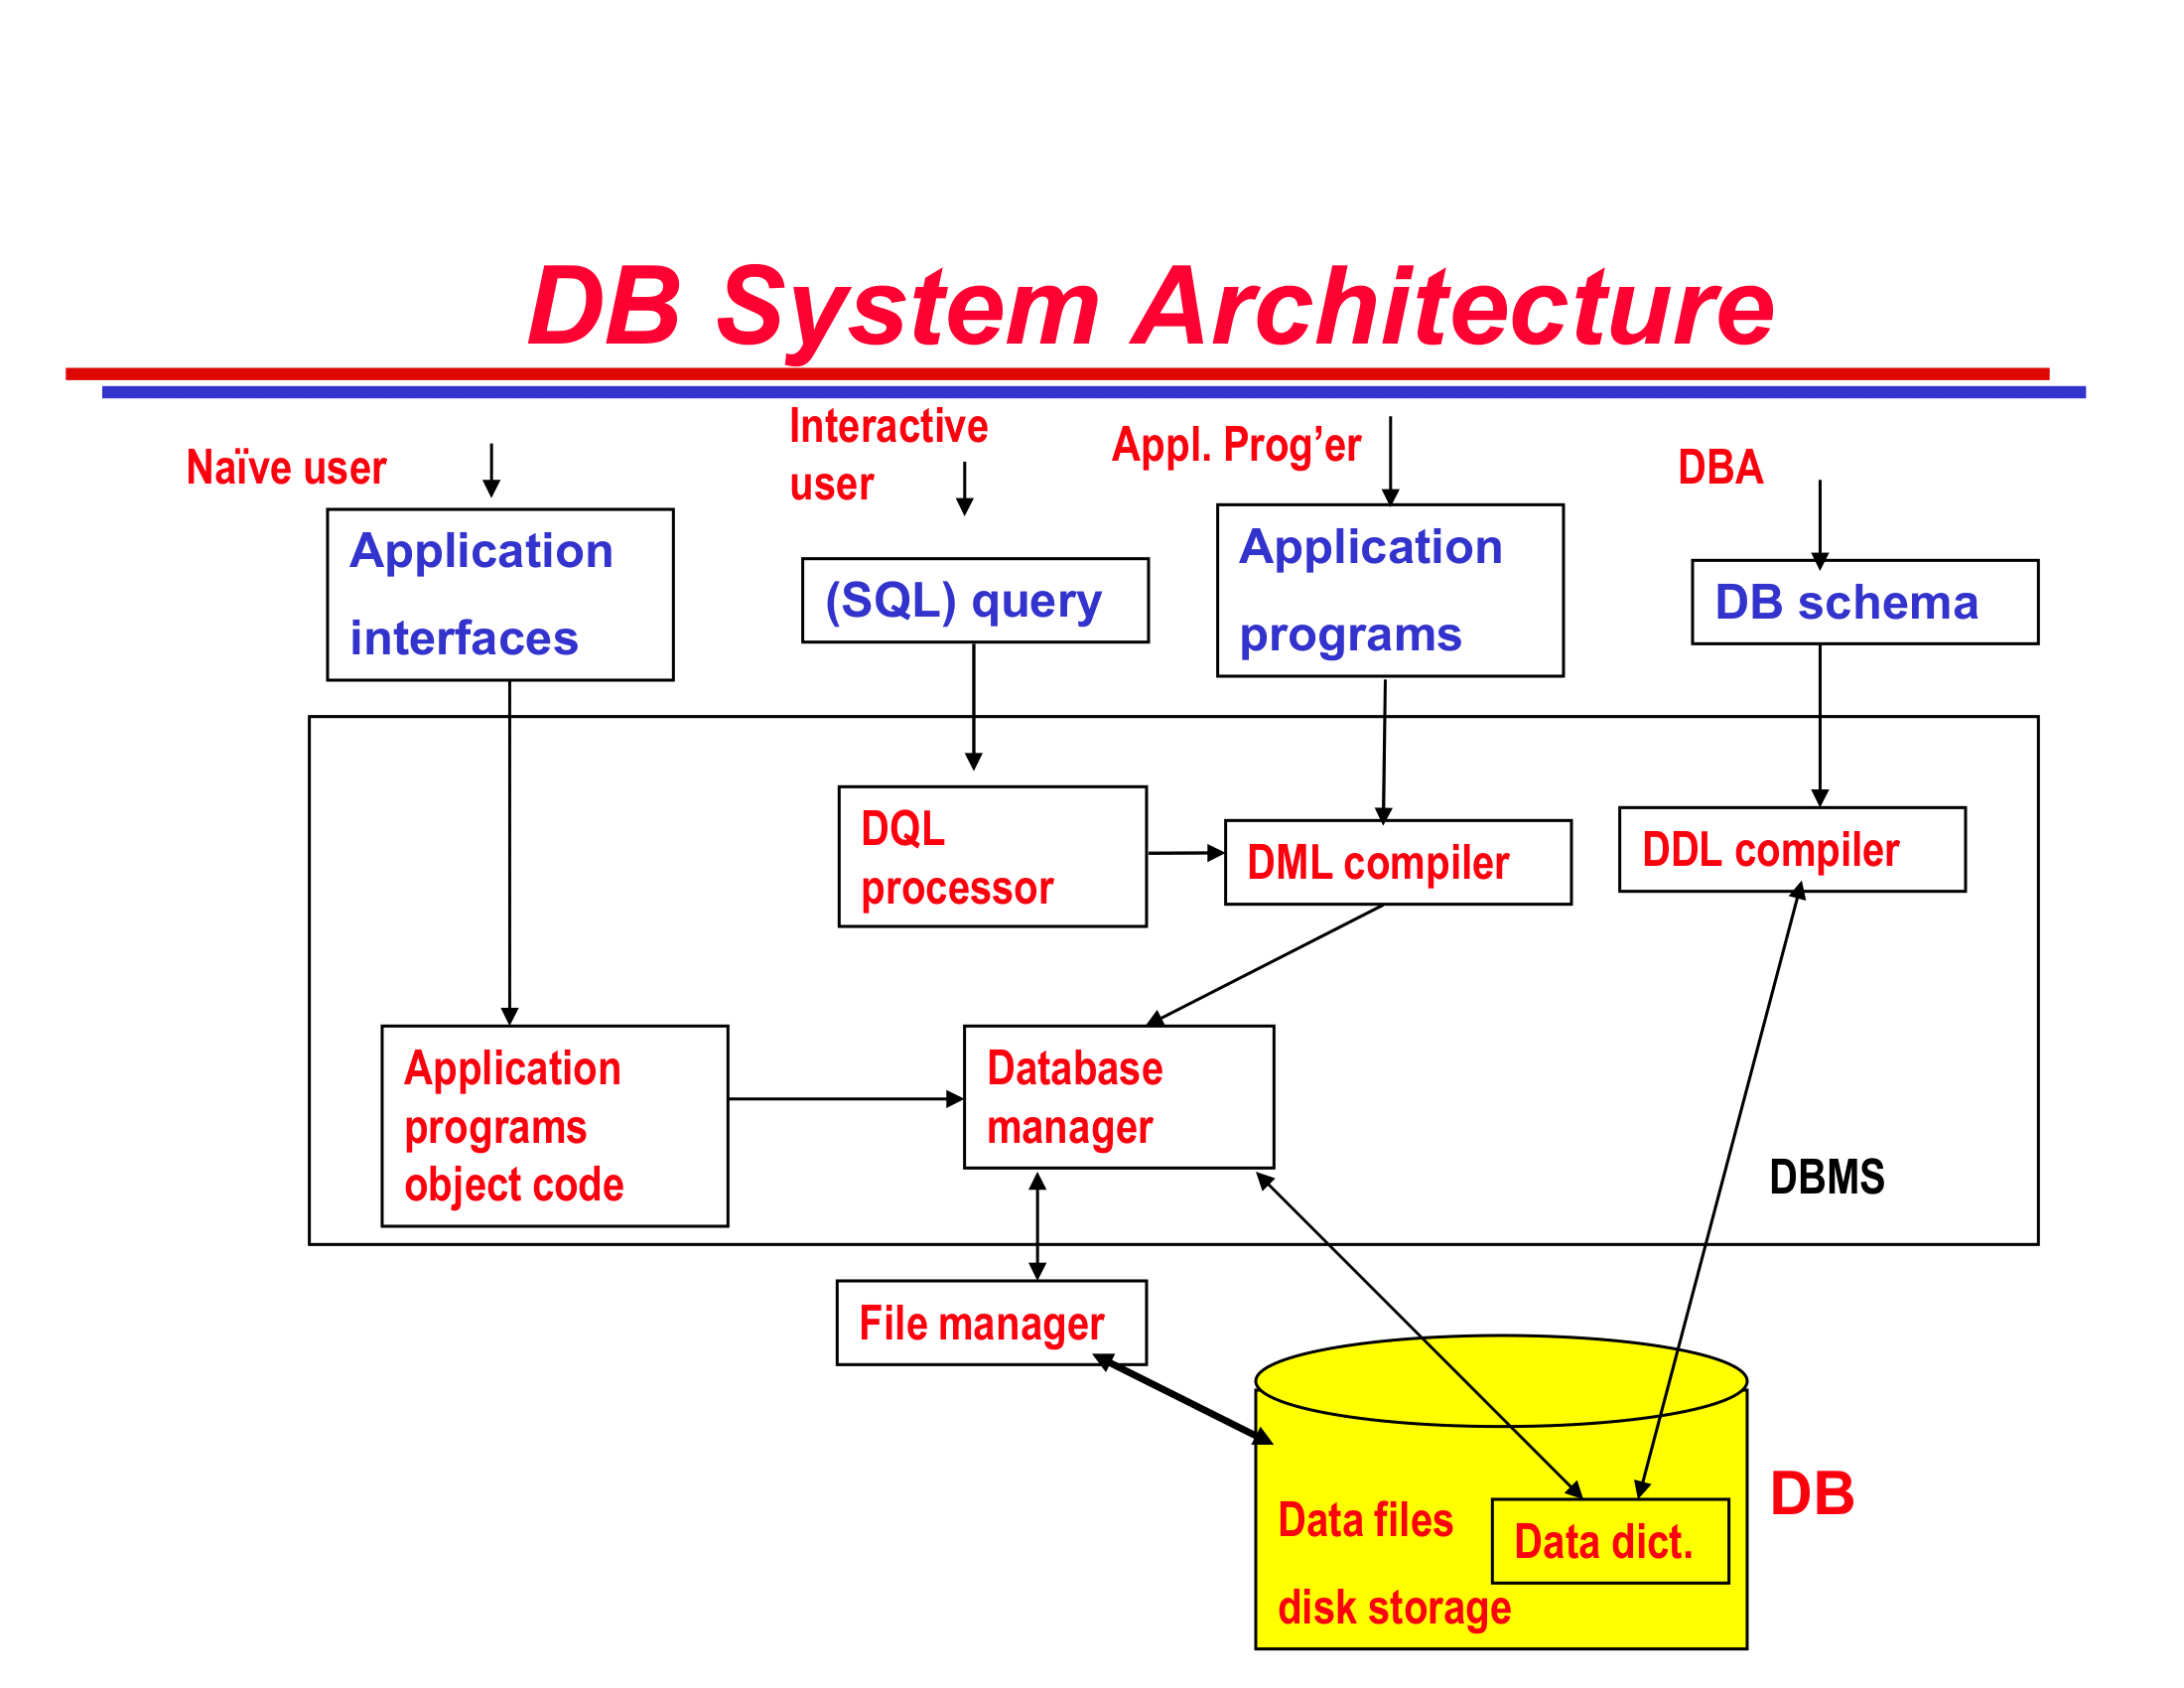 DB System Architecture
Naïve user
Interactive
user
Appl. Prog’er
DBA
Application
interfaces
(SQL) query
Application
programs
DB schema
DQL
processor
DML compiler
DDL compiler
Application
programs
object code
Database
manager
DBMS
File manager
DB
Data files
disk storage
Data dict.